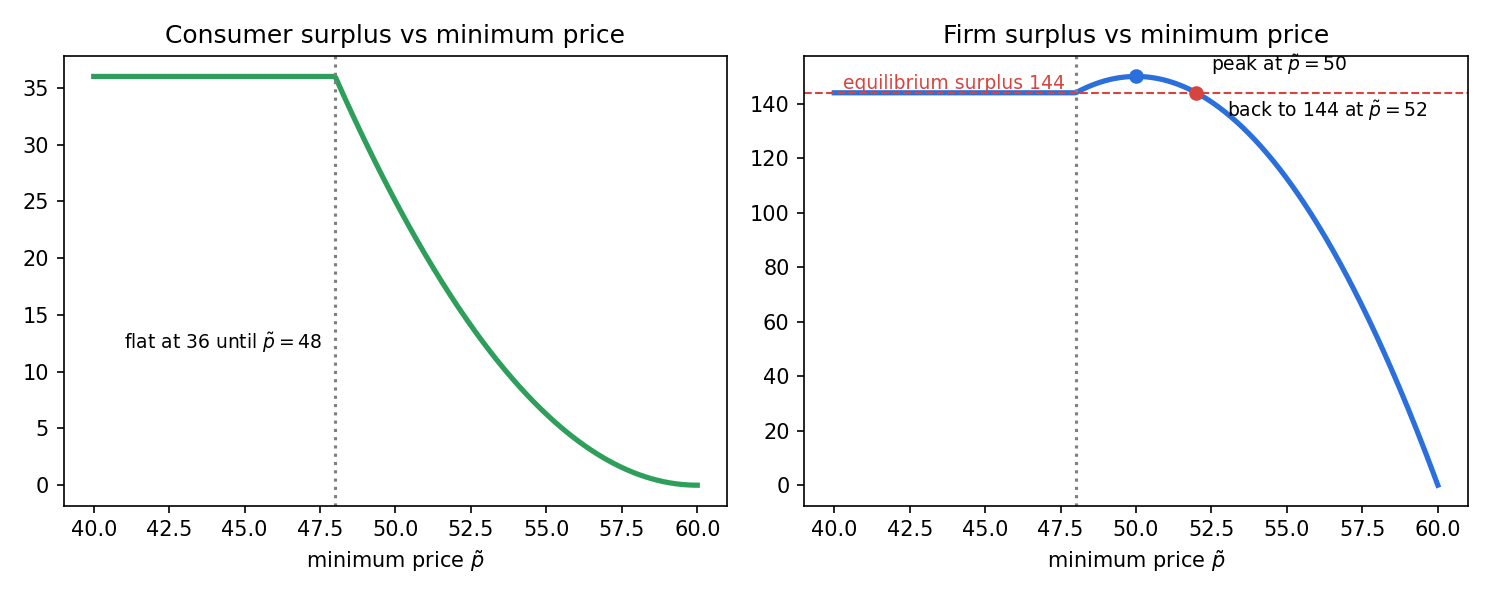 Consumer surplus vs minimum price
35
30
25
20
15
10
5
0
flat at 36 until p̃ = 48
40.0 42.5 45.0 47.5 50.0 52.5 55.0 57.5 60.0
minimum price p̃
Firm surplus vs minimum price
140
120
100
80
60
40
20
0
equilibrium surplus 144
peak at p̃ = 50
back to 144 at p̃ = 52
40.0 42.5 45.0 47.5 50.0 52.5 55.0 57.5 60.0
minimum price p̃